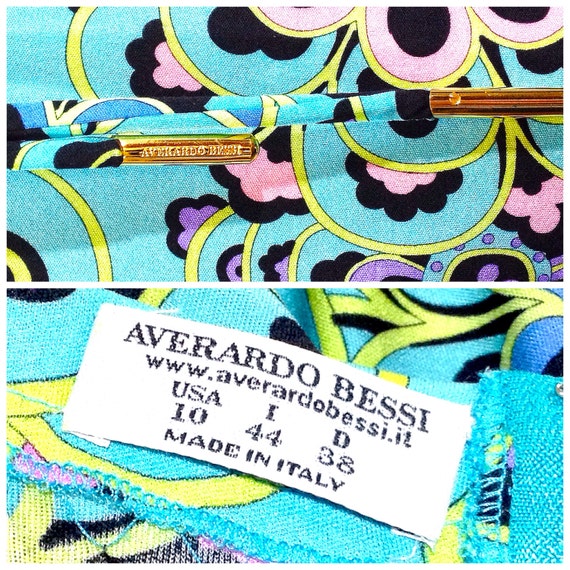 AVERARDO BESSI
AVERARDO BESSI
www.averardobessi.it
USA I D
10 44 38
MADE IN ITALY